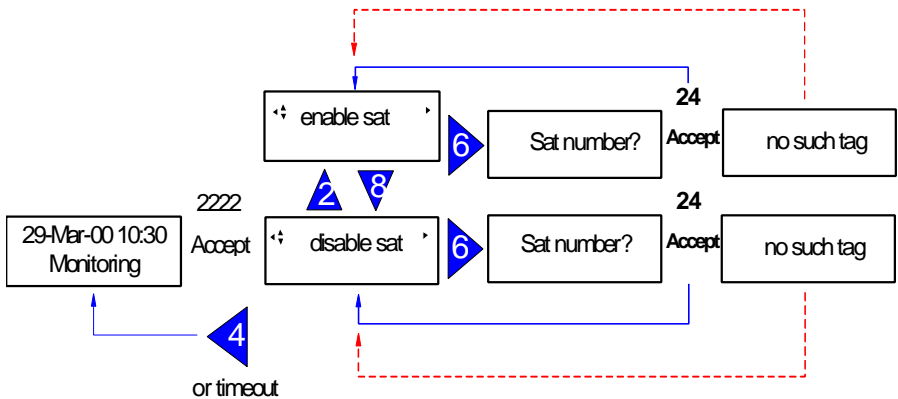 24
enable sat
6
Sat number?
Accept
no such tag
2
8
2222
24
29-Mar-00 10:30
Monitoring
Accept
disable sat
6
Sat number?
Accept
no such tag
4
or timeout